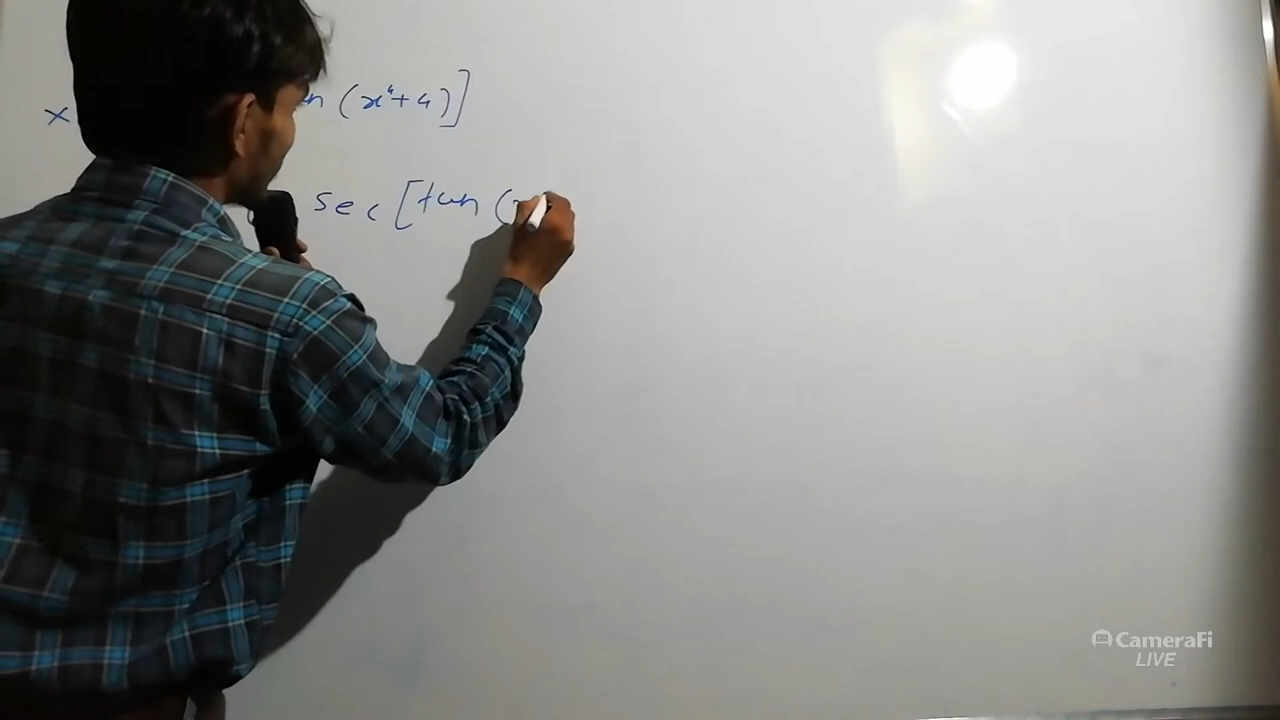 x n (x⁴+4)]
sec [tan (
CameraFi
LIVE